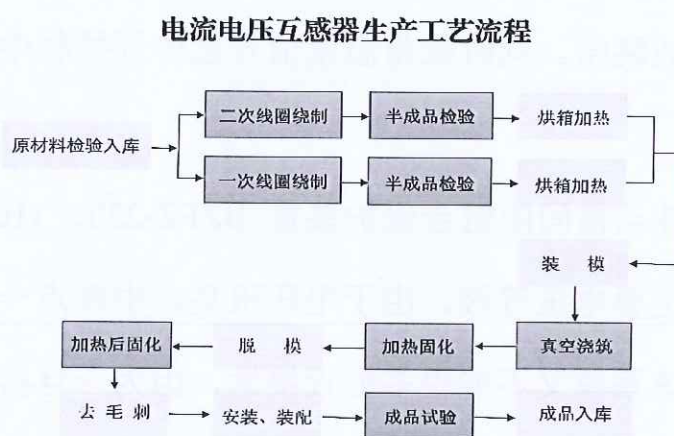 电流电压互感器生产工艺流程
二次线圈绕制 半成品检验 烘箱加热
原材料检验入库
一次线圈绕制 半成品检验 烘箱加热
装 模
加热后固化 脱 模 加热固化 真空浇筑
去毛刺 安装、装配 成品试验 成品入库